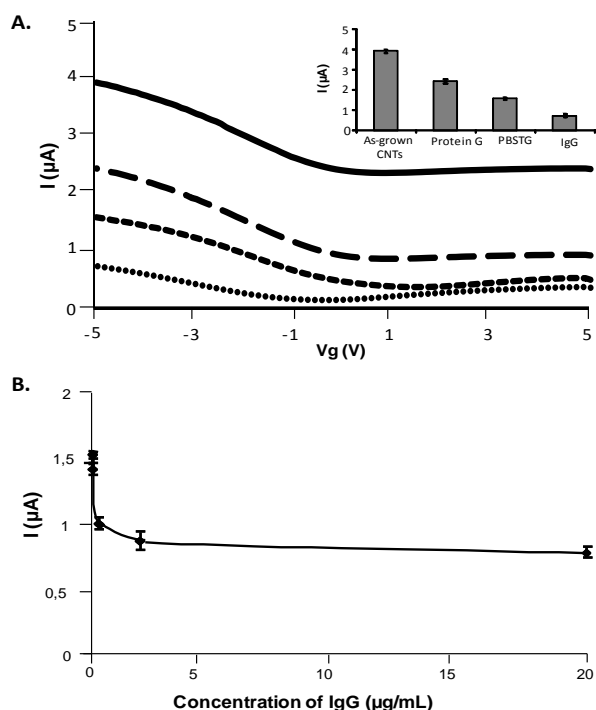 A.
5
4
3
2
1
0
I (µA)
-5 -3 -1 1 3 5
Vg (V)
5
4
3
2
1
0
I (µA)
As-grown CNTs Protein G PBSTG IgG
B.
2
1,5
1
0,5
0
I (µA)
0 5 10 15 20
Concentration of IgG (µg/mL)